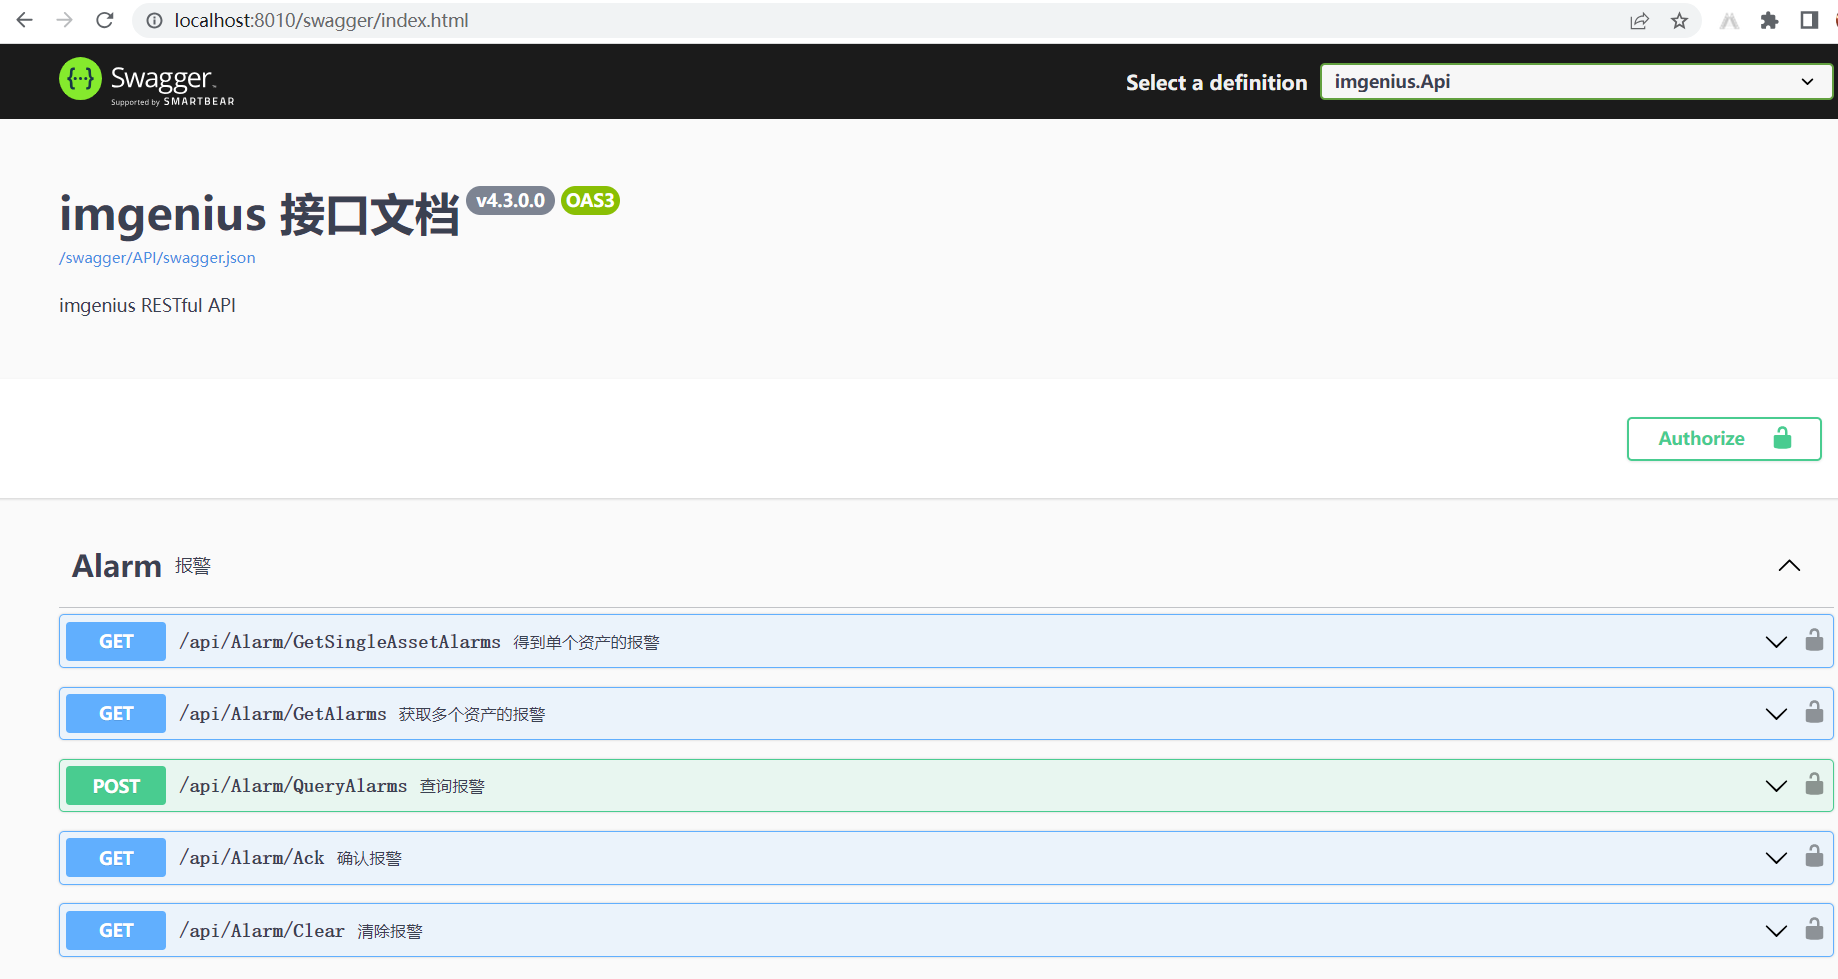 localhost:8010/swagger/index.html
{···} Swagger™
Supported by SMARTBEAR
Select a definition imgenius.Api
imgenius 接口文档 v4.3.0.0 OAS3
/swagger/API/swagger.json
imgenius RESTful API
Authorize
Alarm 报警
GET /api/Alarm/GetSingleAssetAlarms 得到单个资产的报警
GET /api/Alarm/GetAlarms 获取多个资产的报警
POST /api/Alarm/QueryAlarms 查询报警
GET /api/Alarm/Ack 确认报警
GET /api/Alarm/Clear 清除报警